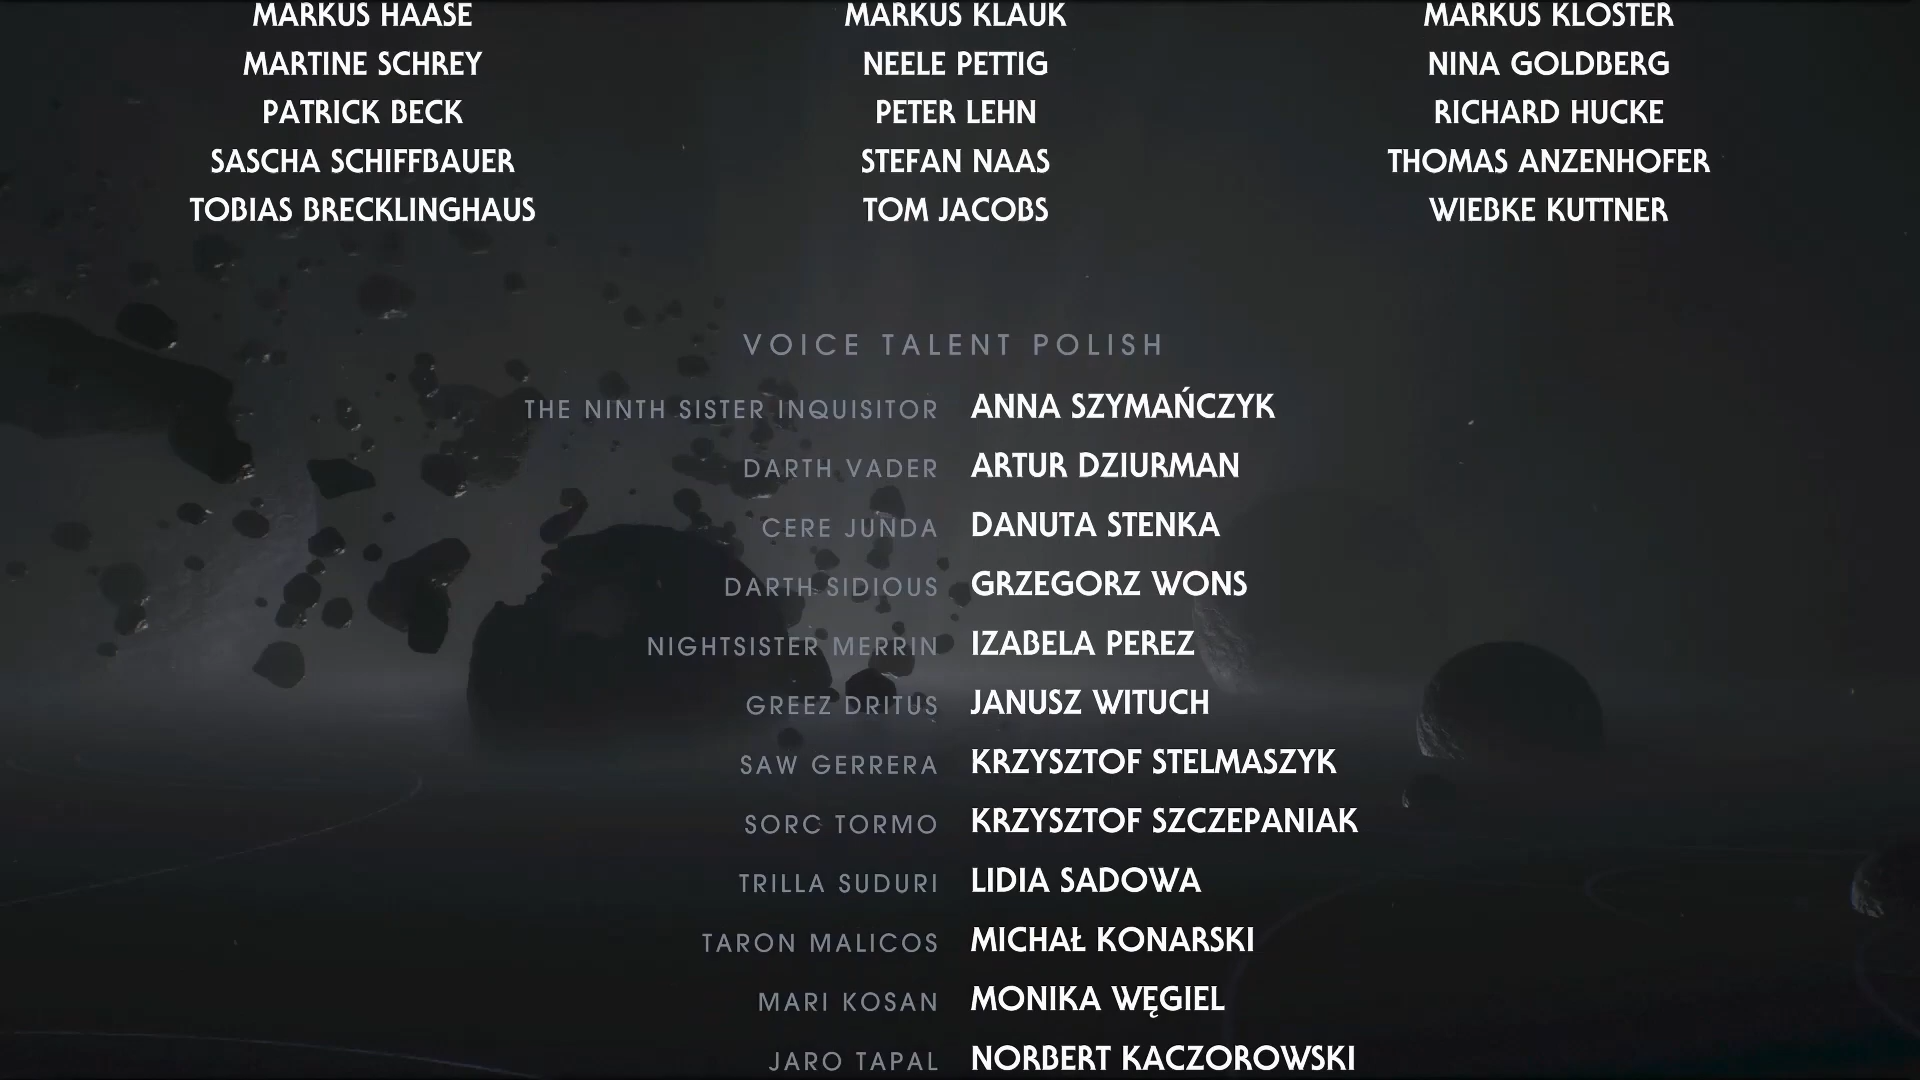 MARKUS HAASE MARKUS KLAUK MARKUS KLOSTER
MARTINE SCHREY NEELE PETTIG NINA GOLDBERG
PATRICK BECK PETER LEHN RICHARD HUCKE
SASCHA SCHIFFBAUER STEFAN NAAS THOMAS ANZENHOFER
TOBIAS BRECKLINGHAUS TOM JACOBS WIEBKE KUTTNER
VOICE TALENT POLISH
THE NINTH SISTER INQUISITOR ANNA SZYMAŃCZYK
DARTH VADER ARTUR DZIURMAN
CERE JUNDA DANUTA STENKA
DARTH SIDIOUS GRZEGORZ WONS
NIGHTSISTER MERRIN IZABELA PEREZ
GREEZ DRITUS JANUSZ WITUCH
SAW GERRERA KRZYSZTOF STELMASZYK
SORC TORMO KRZYSZTOF SZCZEPANIAK
TRILLA SUDURI LIDIA SADOWA
TARON MALICOS MICHAŁ KONARSKI
MARI KOSAN MONIKA WĘGIEL
JARO TAPAL NORBERT KACZOROWSKI